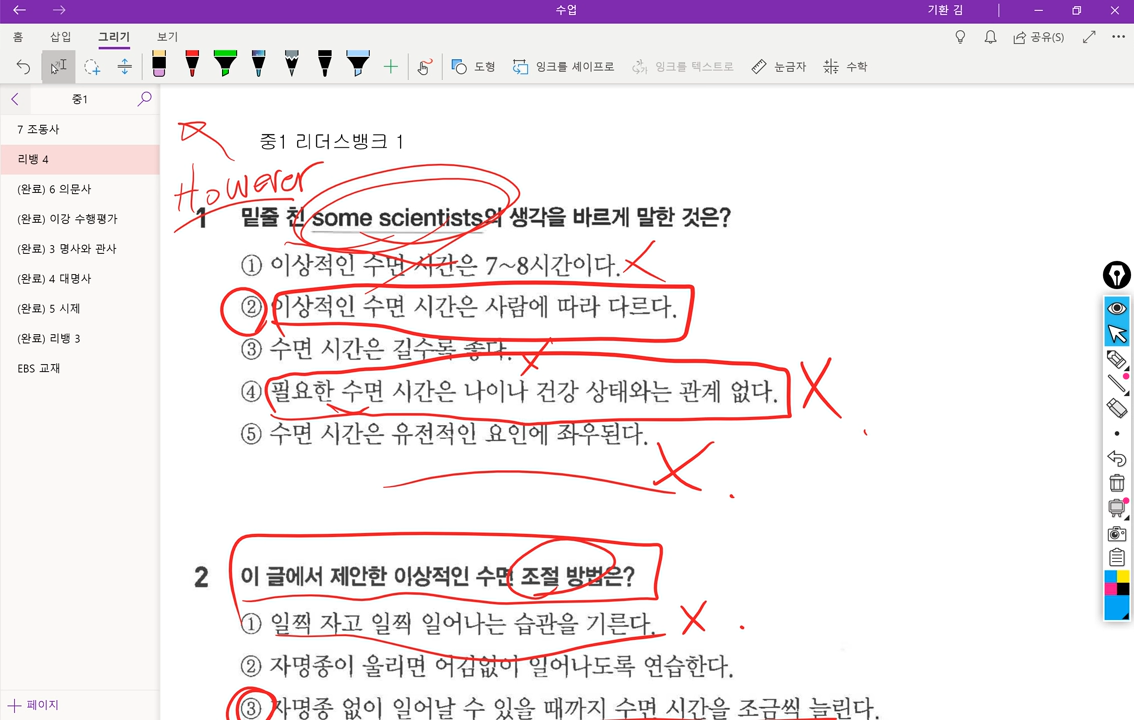 수업
기환 김
홈 삽입 그리기 보기
공유(S)
도형 잉크를 셰이프로 잉크를 텍스트로 눈금자 수학
중1
7 조동사
리뱅 4
(완료) 6 의문사
(완료) 이강 수행평가
(완료) 3 명사와 관사
(완료) 4 대명사
(완료) 5 시제
(완료) 리뱅 3
EBS 교재
페이지
중1 리더스뱅크 1
However
1 밑줄 친 some scientists의 생각을 바르게 말한 것은?
① 이상적인 수면 시간은 7~8시간이다. X
② 이상적인 수면 시간은 사람에 따라 다르다.
③ 수면 시간은 길수록 좋다. X
④ 필요한 수면 시간은 나이나 건강 상태와는 관계 없다. X
⑤ 수면 시간은 유전적인 요인에 좌우된다. X
2 이 글에서 제안한 이상적인 수면 조절 방법은?
① 일찍 자고 일찍 일어나는 습관을 기른다. X
② 자명종이 울리면 어김없이 일어나도록 연습한다.
③ 자명종 없이 일어날 수 있을 때까지 수면 시간을 조금씩 늘린다.